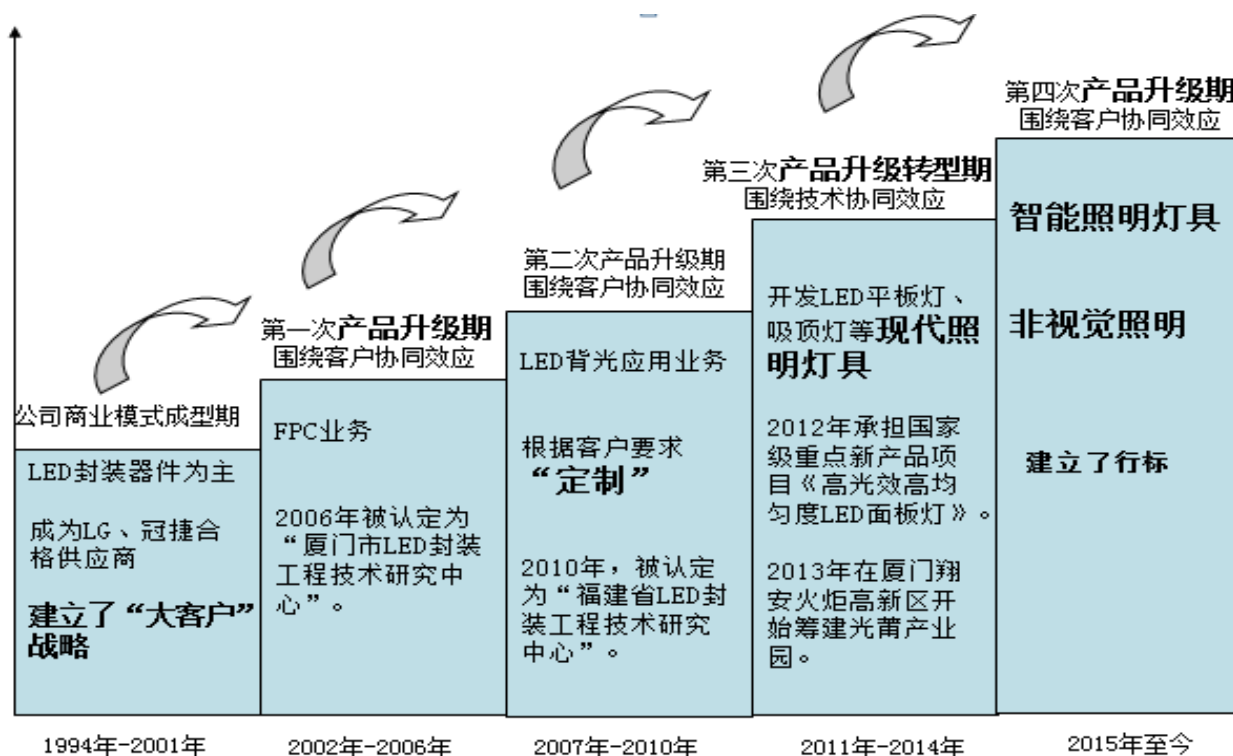 公司商业模式成型期
LED封装器件为主
成为LG、冠捷合
格供应商
建立了“大客户”
战略
1994年-2001年
第一次产品升级期
围绕客户协同效应
FPC业务
2006年被认定为
“厦门市LED封装
工程技术研究中
心”。
2002年-2006年
第二次产品升级期
围绕客户协同效应
LED背光应用业务
根据客户要求
“定制”
2010年，被认定
为“福建省LED封
装工程技术研究
中心”。
2007年-2010年
第三次产品升级转型期
围绕技术协同效应
开发LED平板灯、
吸顶灯等现代照
明灯具
2012年承担国家
级重点新产品项
目《高光效高均
匀度LED面板灯》。
2013年在厦门翔
安火炬高新区开
始筹建光莆产业
园。
2011年-2014年
第四次产品升级期
围绕客户协同效应
智能照明灯具
非视觉照明
建立了行标
2015年至今